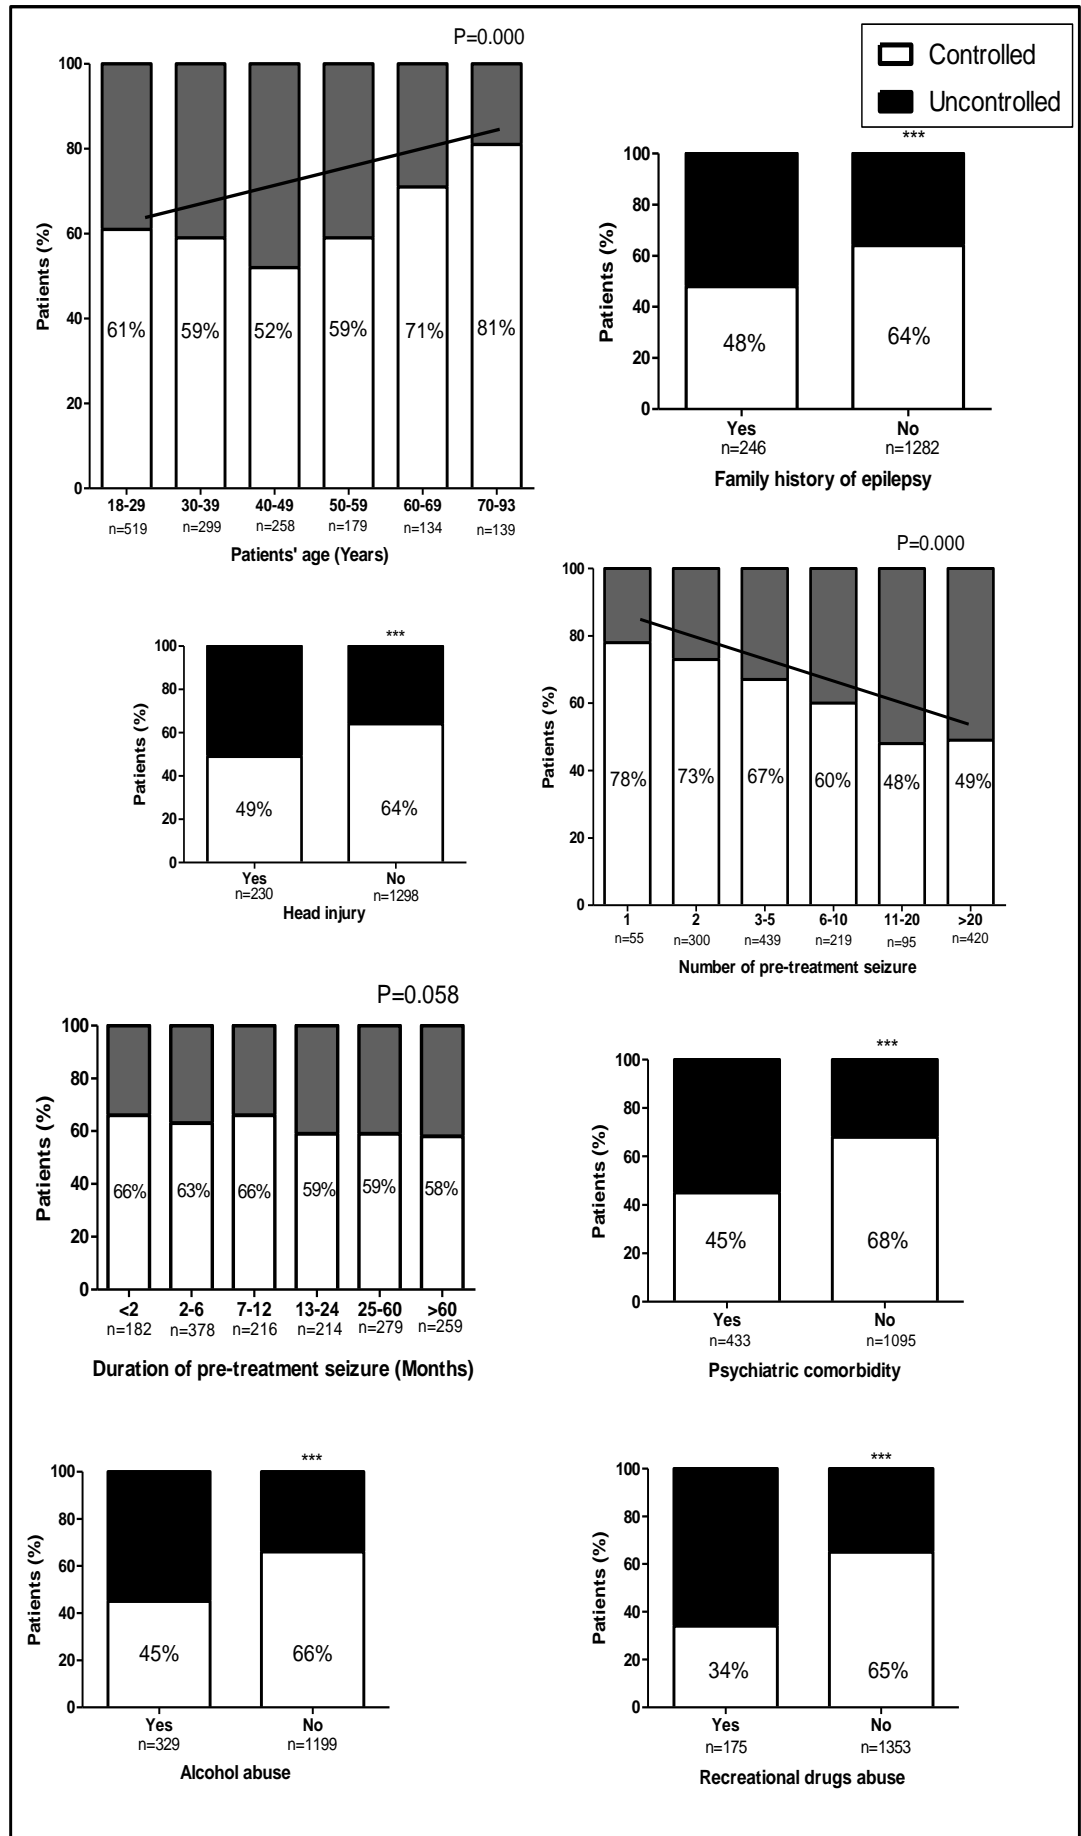 P=0.000
Controlled
Uncontrolled
100
80
60
40
20
0
Patients (%)
61%
59%
52%
59%
71%
81%
18-29
30-39
40-49
50-59
60-69
70-93
n=519
n=299
n=258
n=179
n=134
n=139
Patients' age (Years)
***
100
80
60
40
20
0
Patients (%)
48%
64%
Yes
No
n=246
n=1282
Family history of epilepsy
***
100
80
60
40
20
0
Patients (%)
49%
64%
Yes
No
n=230
n=1298
Head injury
P=0.000
100
80
60
40
20
0
Patients (%)
78%
73%
67%
60%
48%
49%
1
2
3-5
6-10
11-20
>20
n=55
n=300
n=439
n=219
n=95
n=420
Number of pre-treatment seizure
P=0.058
100
80
60
40
20
0
Patients (%)
66%
63%
66%
59%
59%
58%
<2
2-6
7-12
13-24
25-60
>60
n=182
n=378
n=216
n=214
n=279
n=259
Duration of pre-treatment seizure (Months)
***
100
80
60
40
20
0
Patients (%)
45%
68%
Yes
No
n=433
n=1095
Psychiatric comorbidity
***
100
80
60
40
20
0
Patients (%)
45%
66%
Yes
No
n=329
n=1199
Alcohol abuse
***
100
80
60
40
20
0
Patients (%)
34%
65%
Yes
No
n=175
n=1353
Recreational drugs abuse